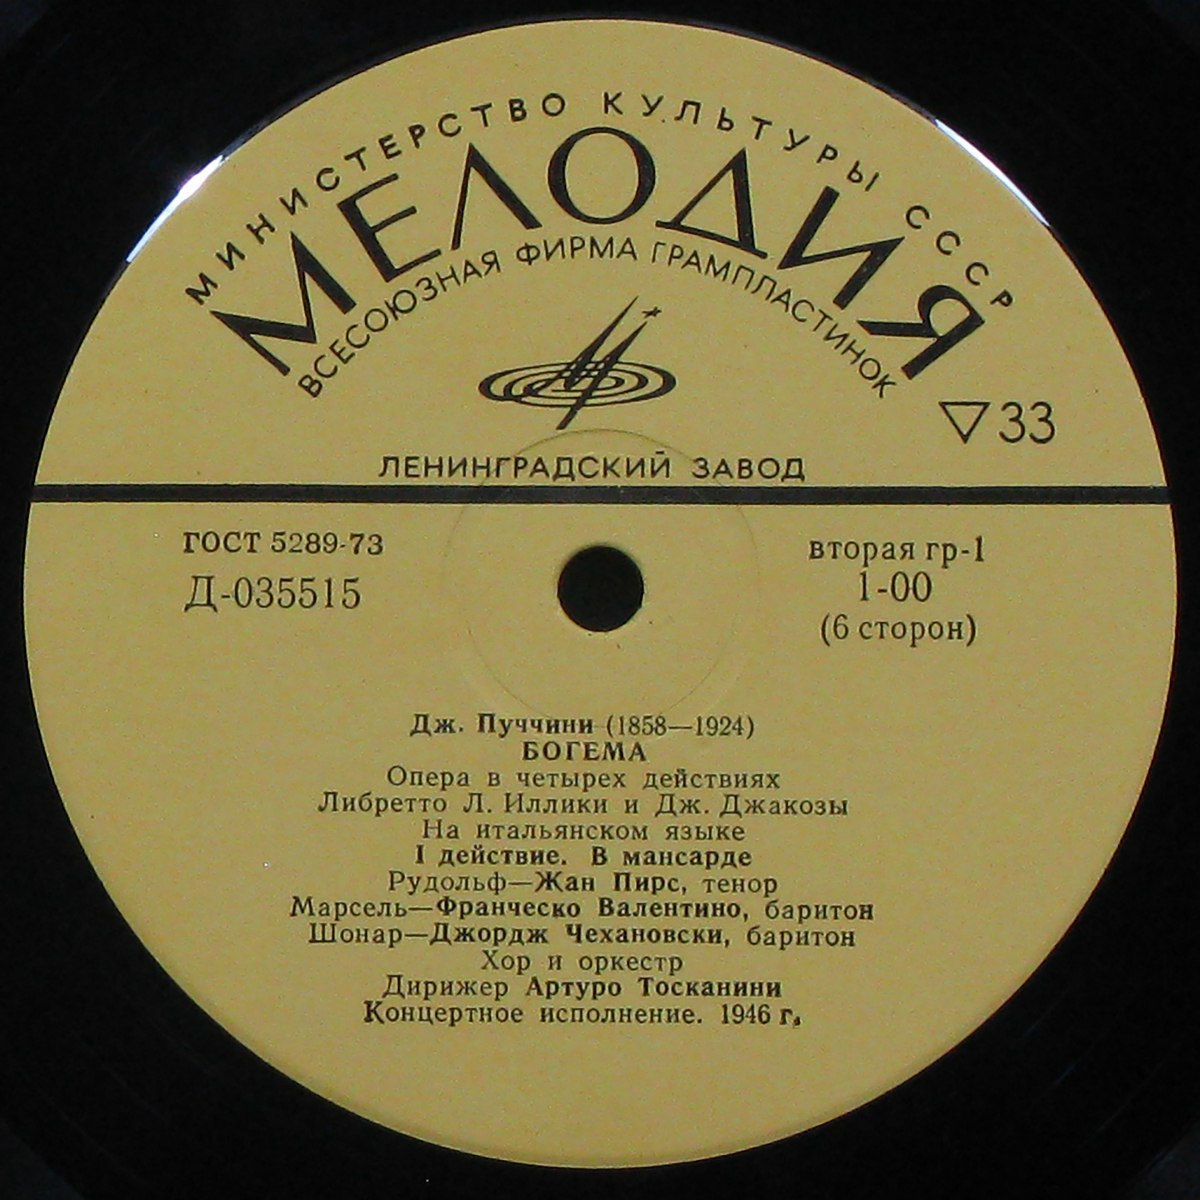 МИНИСТЕРСТВО КУЛЬТУРЫ СССР
МЕЛОДИЯ
ВСЕСОЮЗНАЯ ФИРМА ГРАМПЛАСТИНОК
33
ЛЕНИНГРАДСКИЙ ЗАВОД
ГОСТ 5289-73
Д-035515
вторая гр-1
1-00
(6 сторон)
Дж. Пуччини (1858—1924)
БОГЕМА
Опера в четырех действиях
Либретто Л. Иллики и Дж. Джакозы
На итальянском языке
I действие. В мансарде
Рудольф—Жан Пирс, тенор
Марсель—Франческо Валентино, баритон
Шонар—Джордж Чехановски, баритон
Хор и оркестр
Дирижер Артуро Тосканини
Концертное исполнение. 1946 г.